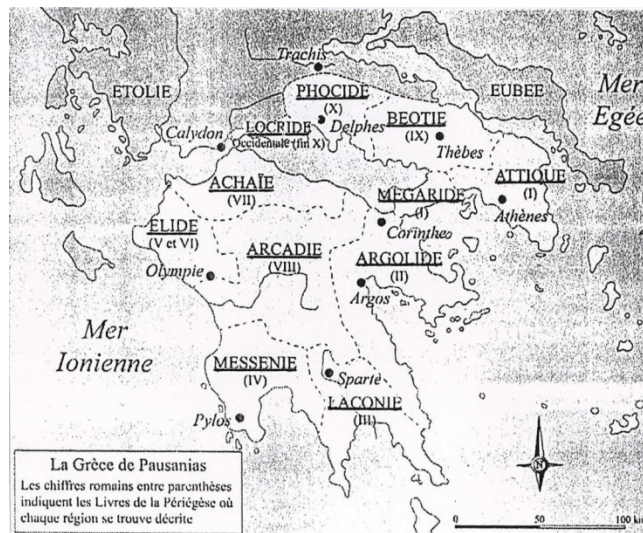 Trachis
Mer
Egée
ÉTOLIE
PHOCIDE
(X)
EUBEE
BEOTIE
(IX)
Delphes
LOCRIDE
Occidentale (fin X)
Calydon
Thèbes
ATTIQUE
(I)
ACHAÏE
(VII)
MEGARIDE
(I)
Athènes
ÉLIDE
(V et VI)
Corinthe
ARCADIE
(VIII)
ARGOLIDE
(II)
Olympie
Argos
Mer
Ionienne
MESSENIE
(IV)
Sparte
LACONIE
(III)
Pylos
La Grèce de Pausanias
Les chiffres romains entre parenthèses
indiquent les Livres de la Périégèse où
chaque région se trouve décrite
N
0 50 100 km